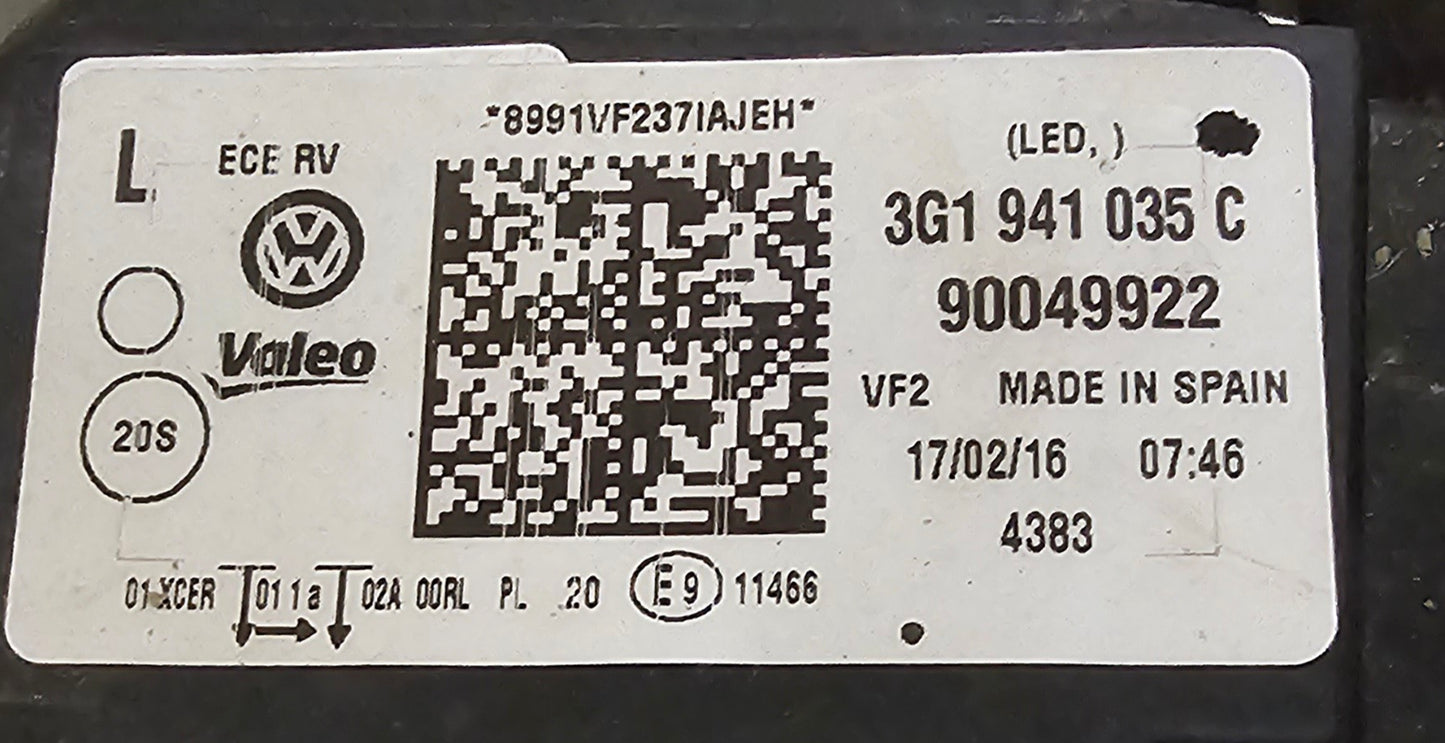 *8991VF237IAJEH*
L ECE RV
(LED, )
3G1 941 035 C
90049922
Valeo
VF2 MADE IN SPAIN
20S
17/02/16 07:46
4383
01 XCER 01 1a 02A 00RL PL 20 E9 11466